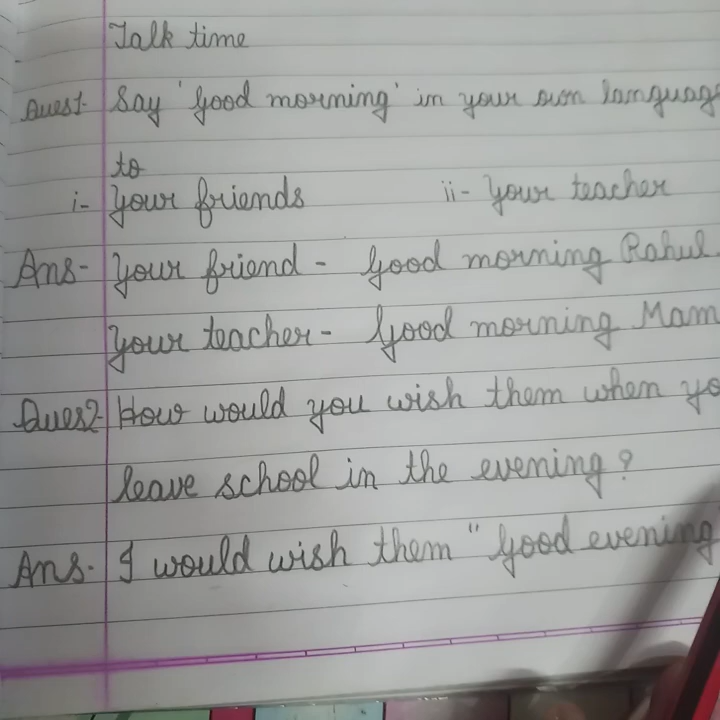 Talk time
Ques1- Say 'Good morning' in your own languag
to
i- Your friends ii- Your teacher
Ans- Your friend - Good morning Rahul.
Your teacher- Good morning Mam
Ques2- How would you wish them when yo
leave school in the evening?
Ans. I would wish them "Good evening"